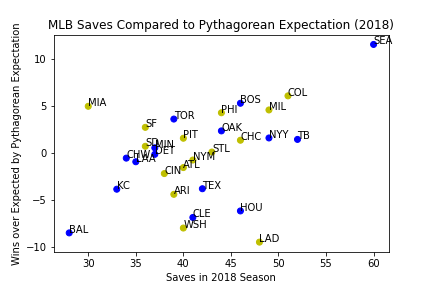 MLB Saves Compared to Pythagorean Expectation (2018)
Wins over Expected by Pythagorean Expectation
10
5
0
−5
−10
SEA
COL
MIA
BOS
PHI
MIL
TOR
SF
OAK
PIT
CHC
NYY
TB
SD
MIN
DET
STL
CHW
LAA
NYM
ATL
CIN
KC
TEX
ARI
HOU
CLE
WSH
BAL
LAD
30
35
40
45
50
55
60
Saves in 2018 Season